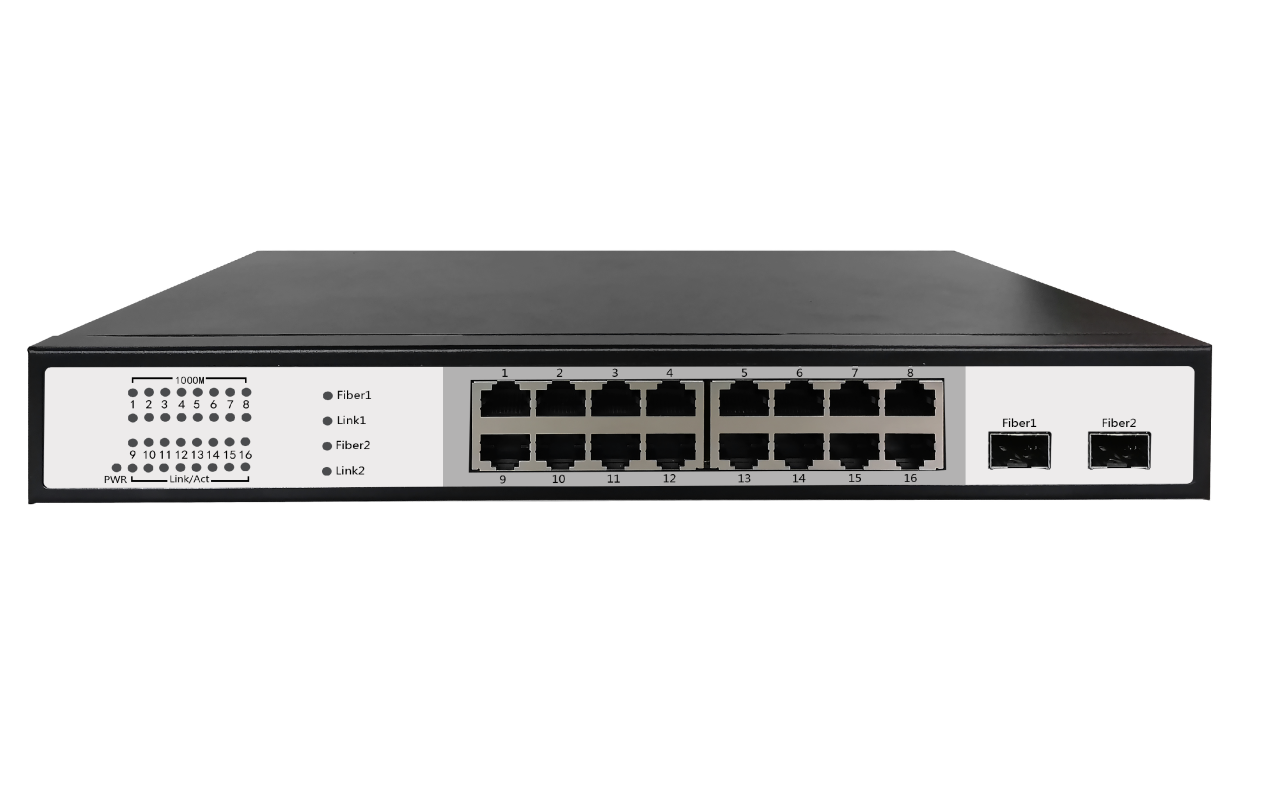 1000M
1 2 3 4 5 6 7 8
9 10 11 12 13 14 15 16
PWR Link/Act
Fiber1
Link1
Fiber2
Link2
1 2 3 4 5 6 7 8
9 10 11 12 13 14 15 16
Fiber1 Fiber2